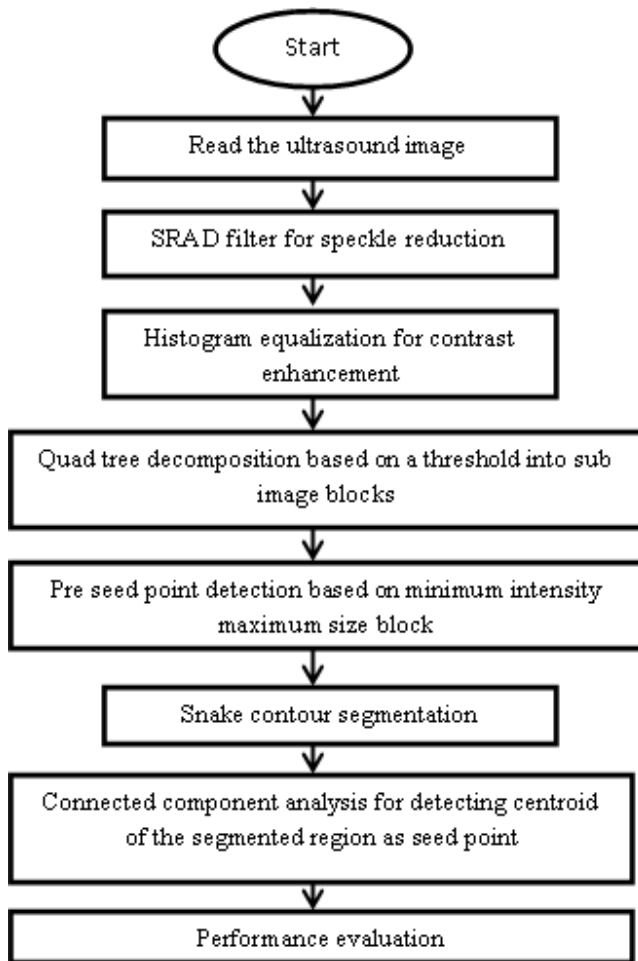 Start
Read the ultrasound image
SRAD filter for speckle reduction
Histogram equalization for contrast
enhancement
Quad tree decomposition based on a threshold into sub
image blocks
Pre seed point detection based on minimum intensity
maximum size block
Snake contour segmentation
Connected component analysis for detecting centroid
of the segmented region as seed point
Performance evaluation